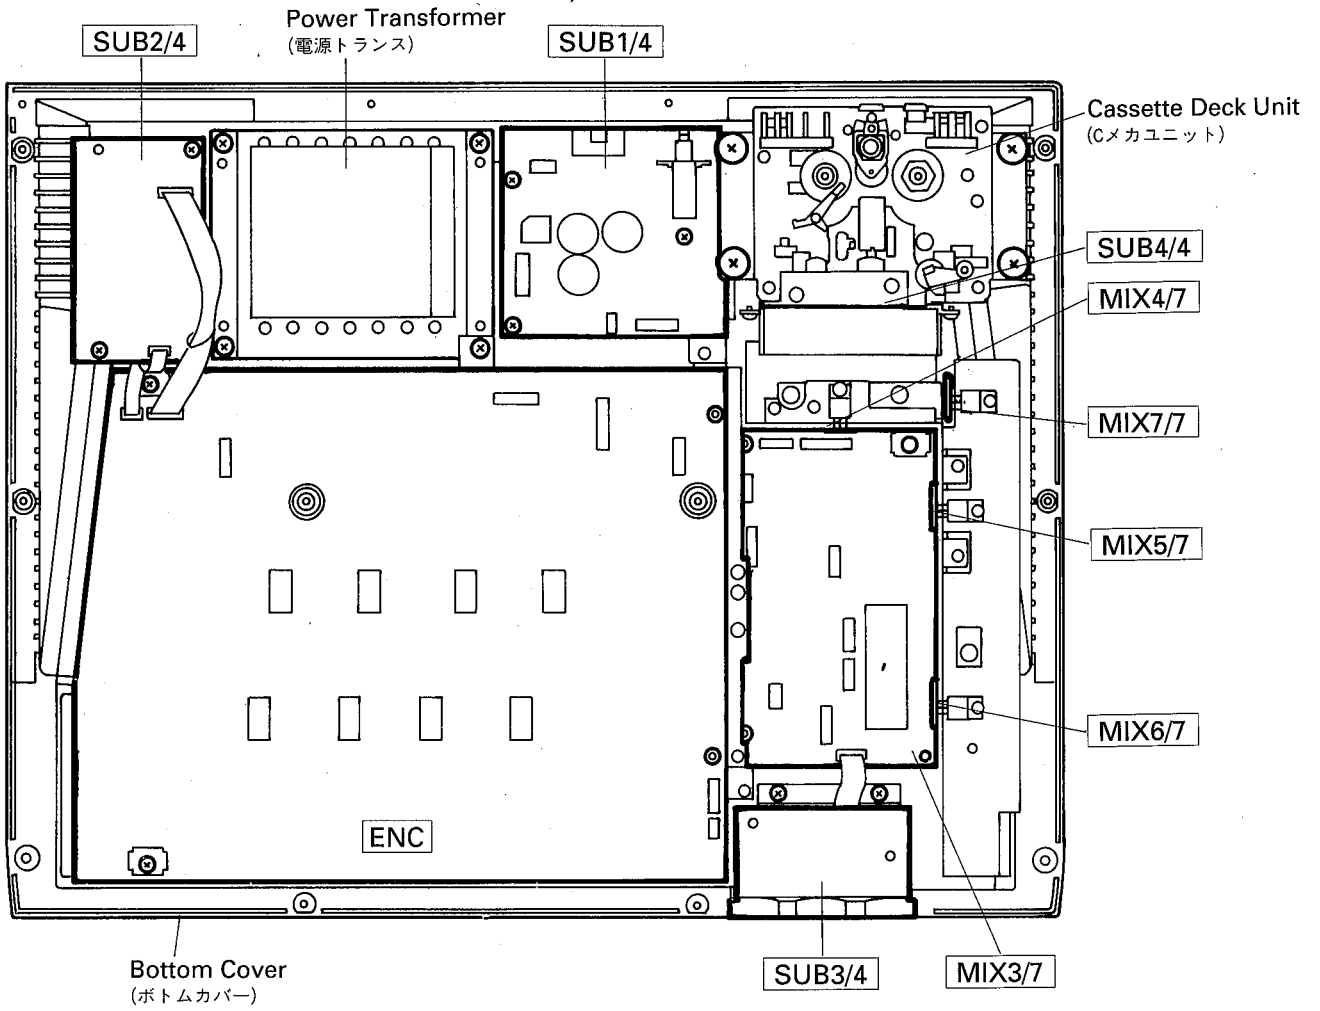 Power Transformer
(電源トランス)
SUB2/4
SUB1/4
Cassette Deck Unit
(Cメカユニット)
SUB4/4
MIX4/7
MIX7/7
MIX5/7
MIX6/7
ENC
Bottom Cover
(ボトムカバー)
SUB3/4
MIX3/7